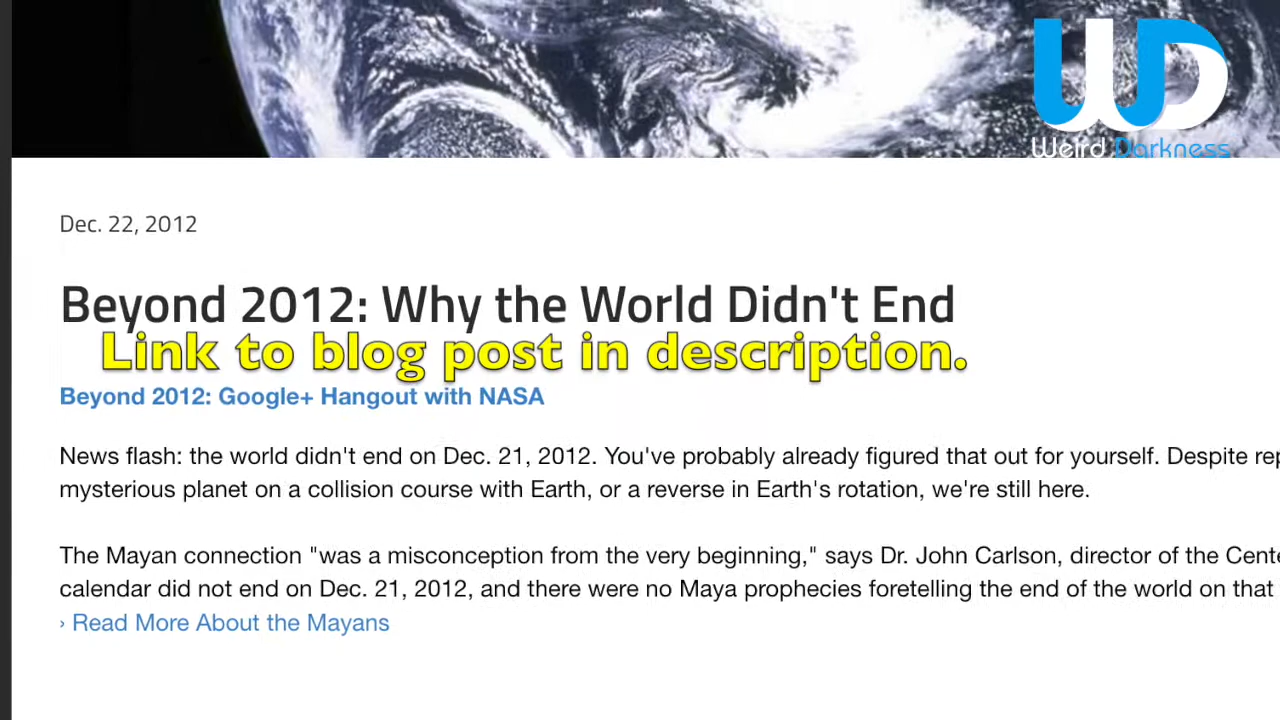 WD
Weird Darkness
Dec. 22, 2012
Beyond 2012: Why the World Didn't End
Link to blog post in description.
Beyond 2012: Google+ Hangout with NASA
News flash: the world didn't end on Dec. 21, 2012. You've probably already figured that out for yourself. Despite
mysterious planet on a collision course with Earth, or a reverse in Earth's rotation, we're still here.
The Mayan connection "was a misconception from the very beginning," says Dr. John Carlson, director of the
calendar did not end on Dec. 21, 2012, and there were no Maya prophecies foretelling the end of the world on that
› Read More About the Mayans